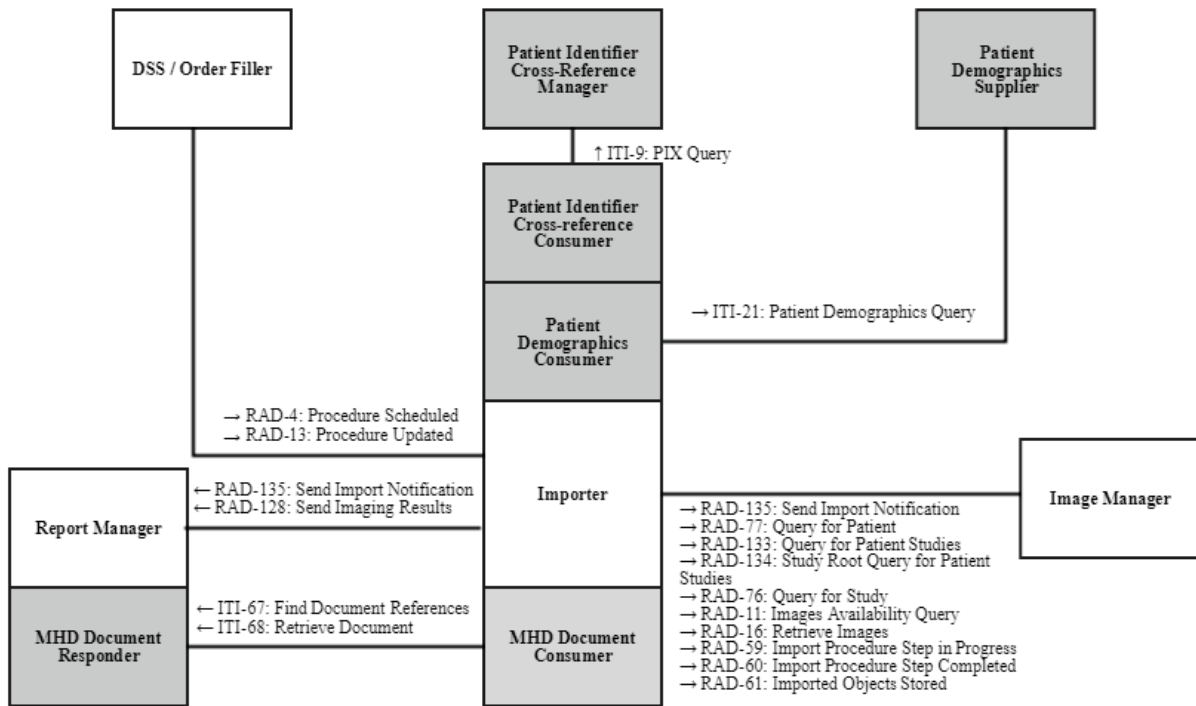 DSS / Order Filler
Patient Identifier
Cross-Reference
Manager
Patient
Demographics
Supplier
↑ ITI-9: PIX Query
Patient Identifier
Cross-reference
Consumer
→ ITI-21: Patient Demographics Query
Patient
Demographics
Consumer
→ RAD-4: Procedure Scheduled
→ RAD-13: Procedure Updated
← RAD-135: Send Import Notification
← RAD-128: Send Imaging Results
Report Manager
Importer
Image Manager
→ RAD-135: Send Import Notification
→ RAD-77: Query for Patient
→ RAD-133: Query for Patient Studies
→ RAD-134: Study Root Query for Patient
Studies
→ RAD-76: Query for Study
→ RAD-11: Images Availability Query
→ RAD-16: Retrieve Images
→ RAD-59: Import Procedure Step in Progress
→ RAD-60: Import Procedure Step Completed
→ RAD-61: Imported Objects Stored
← ITI-67: Find Document References
← ITI-68: Retrieve Document
MHD Document
Responder
MHD Document
Consumer